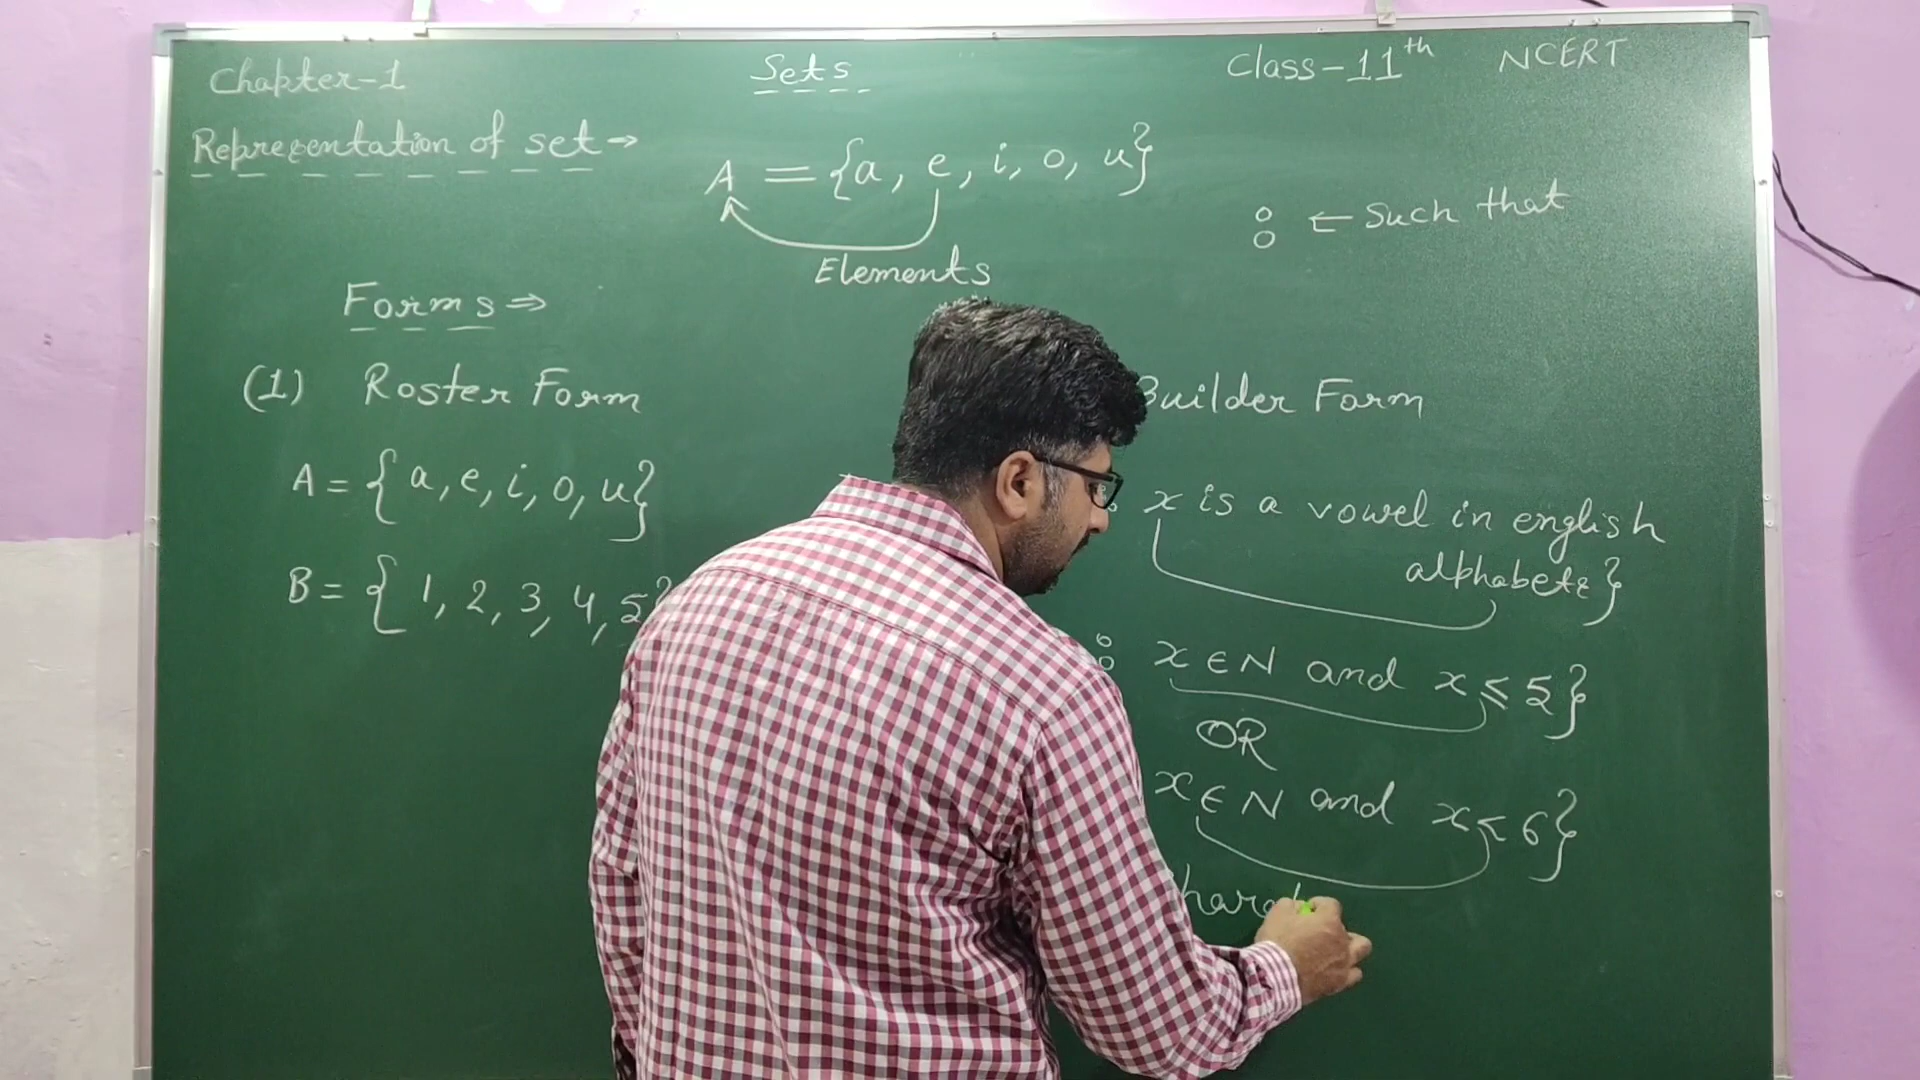 Chapter-1 Sets Class-11th NCERT
Representation of set→
A = {a, e, i, o, u}
: ← Such that
Elements
Forms ⇒
(1) Roster Form Builder Form
A = { a, e, i, o, u} : x is a vowel in english
alphabets}
B = { 1, 2, 3, 4, 5} : x ∈ N and x ≤ 5}
OR
x ∈ N and x < 6}